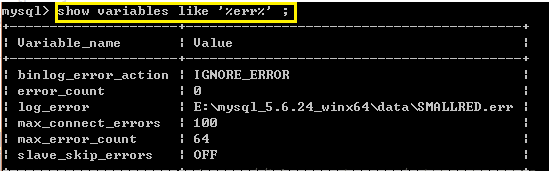 mysql> show variables like '%err%' ;
+---------------------+------------------------------------------+
| Variable_name | Value
+---------------------+------------------------------------------+
| binlog_error_action | IGNORE_ERROR
| error_count | 0
| log_error | E:\mysql_5.6.24_winx64\data\SMALLRED.err |
| max_connect_errors | 100
| max_error_count | 64
| slave_skip_errors | OFF